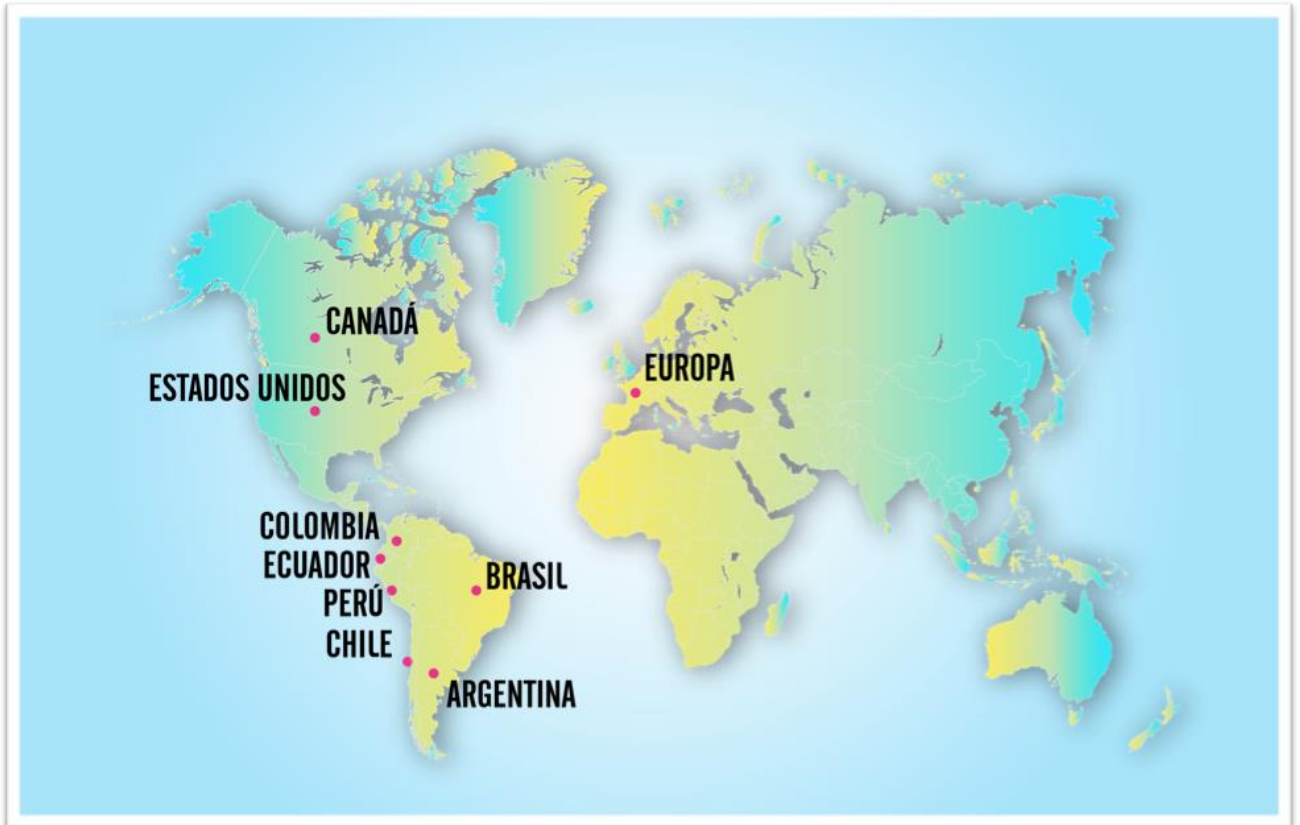 CANADÁ
EUROPA
ESTADOS UNIDOS
COLOMBIA
ECUADOR
BRASIL
PERÚ
CHILE
ARGENTINA